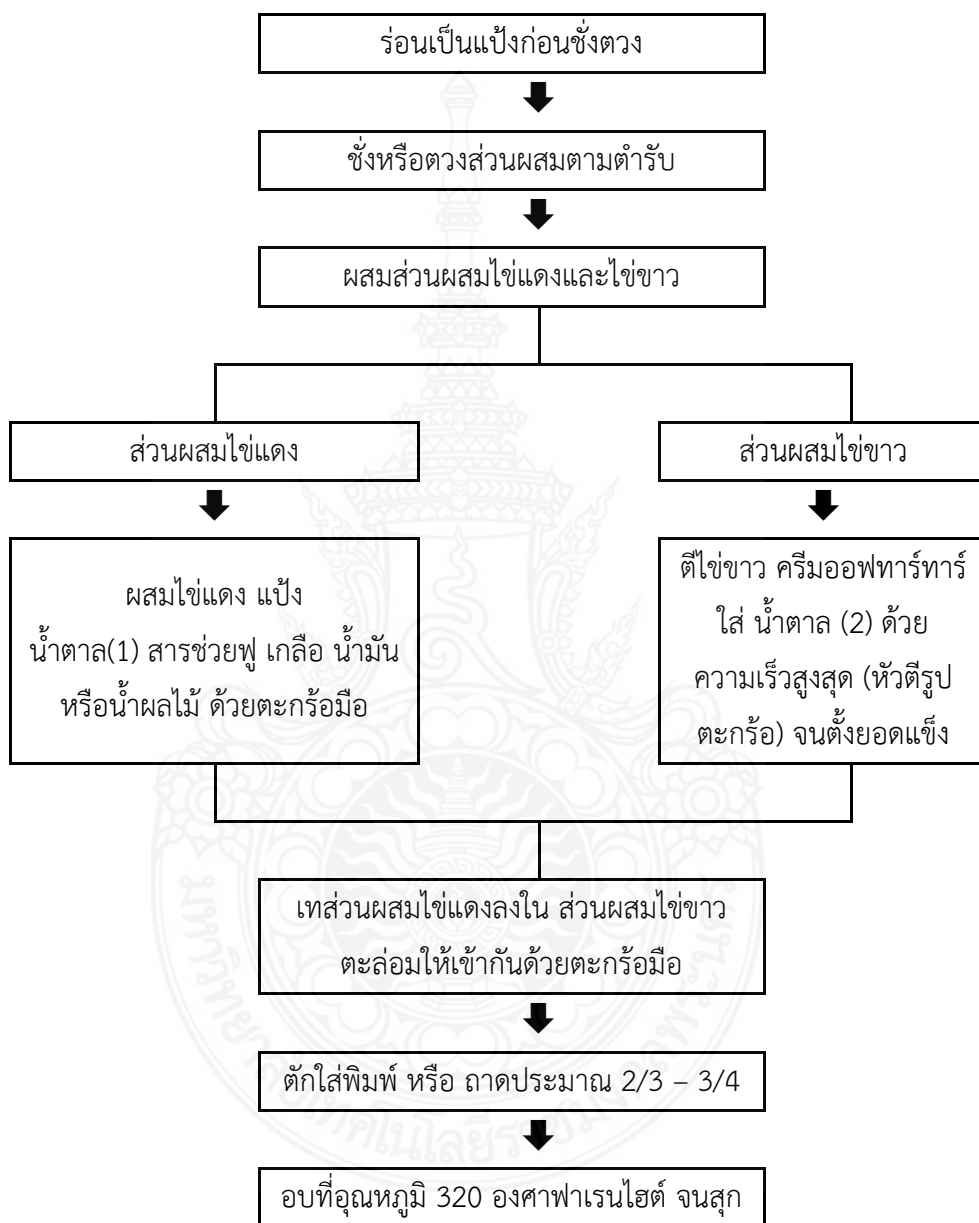 ร่อนเป็นแป้งก่อนชั่งตวง
ชั่งหรือตวงส่วนผสมตามตำรับ
ผสมส่วนผสมไข่แดงและไข่ขาว
ส่วนผสมไข่แดง
ส่วนผสมไข่ขาว
ผสมไข่แดง แป้ง
น้ำตาล(1) สารช่วยฟู เกลือ น้ำมัน
หรือน้ำผลไม้ ด้วยตะกร้อมือ
ตีไข่ขาว ครีมออฟทาร์ทาร์
ใส่ น้ำตาล (2) ด้วย
ความเร็วสูงสุด (หัวตีรูป
ตะกร้อ) จนตั้งยอดแข็ง
เทส่วนผสมไข่แดงลงใน ส่วนผสมไข่ขาว
ตะล่อมให้เข้ากันด้วยตะกร้อมือ
ตักใส่พิมพ์ หรือ ถาดประมาณ 2/3 – 3/4
อบที่อุณหภูมิ 320 องศาฟาเรนไฮต์ จนสุก